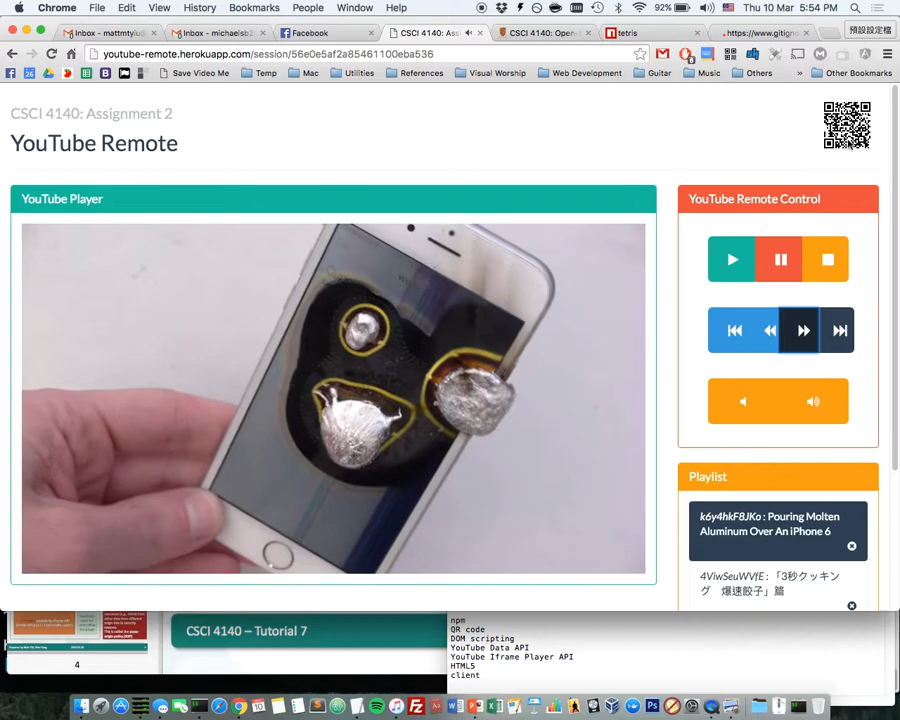 Chrome File Edit View History Bookmarks People Window Help
92% Thu 10 Mar 5:54 PM
Inbox - mattmtyiu
Inbox - michaelsb2
Facebook
CSCI 4140: Ass
CSCI 4140: Open-
tetris
https://www.gitigno
預設設定檔
youtube-remote.herokuapp.com/session/56e0e5af2a85461100eba536
Save Video Me Temp Mac Utilities References Visual Worship Web Development Guitar Music Others » Other Bookmarks
CSCI 4140: Assignment 2
YouTube Remote
YouTube Player
YouTube Remote Control
Playlist
k6y4hkF8JKo : Pouring Molten
Aluminum Over An iPhone 6
4ViwSeuWVfE : 「3秒クッキン
グ 爆速餃子」篇
4
CSCI 4140 – Tutorial 7
npm
QR code
DOM scripting
YouTube Data API
YouTube Iframe Player API
HTML5
client